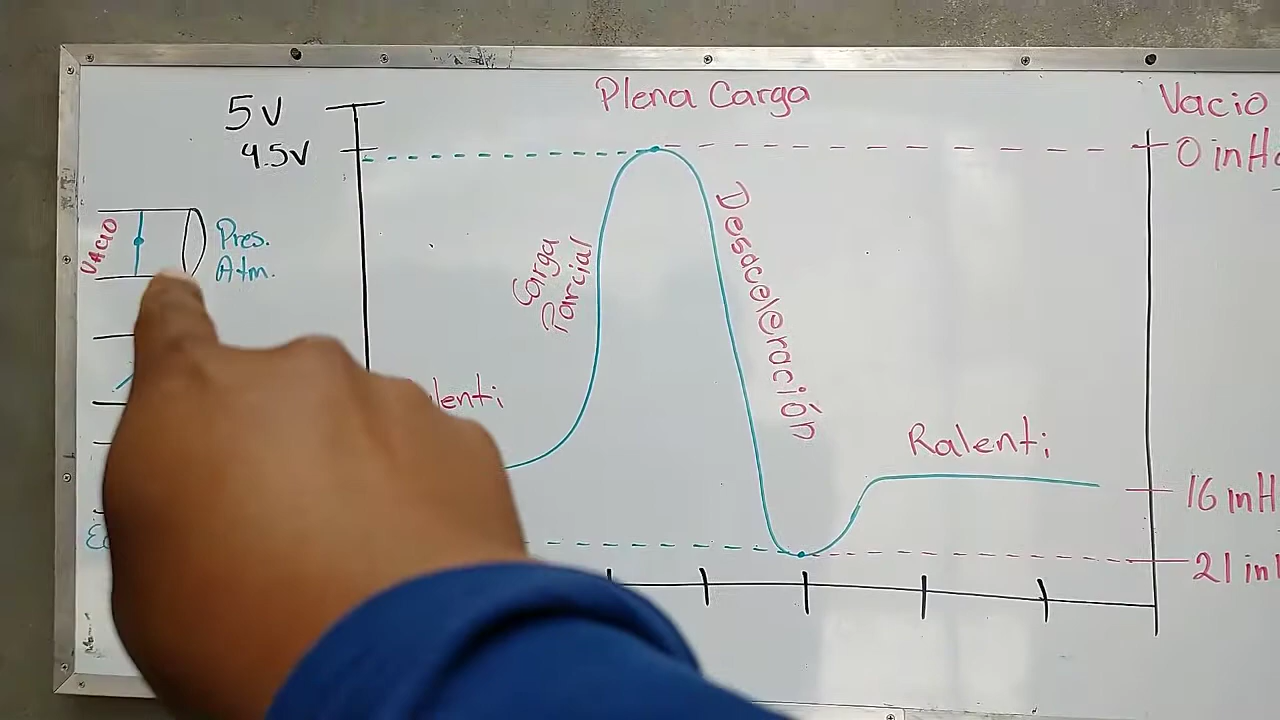 Plena Carga
Vacio
5V
4.5V
0 inH
Vacio
Pres.
Atm.
Carga
Parcial
Desaceleración
lenti
Ralenti
16 inH
21 in